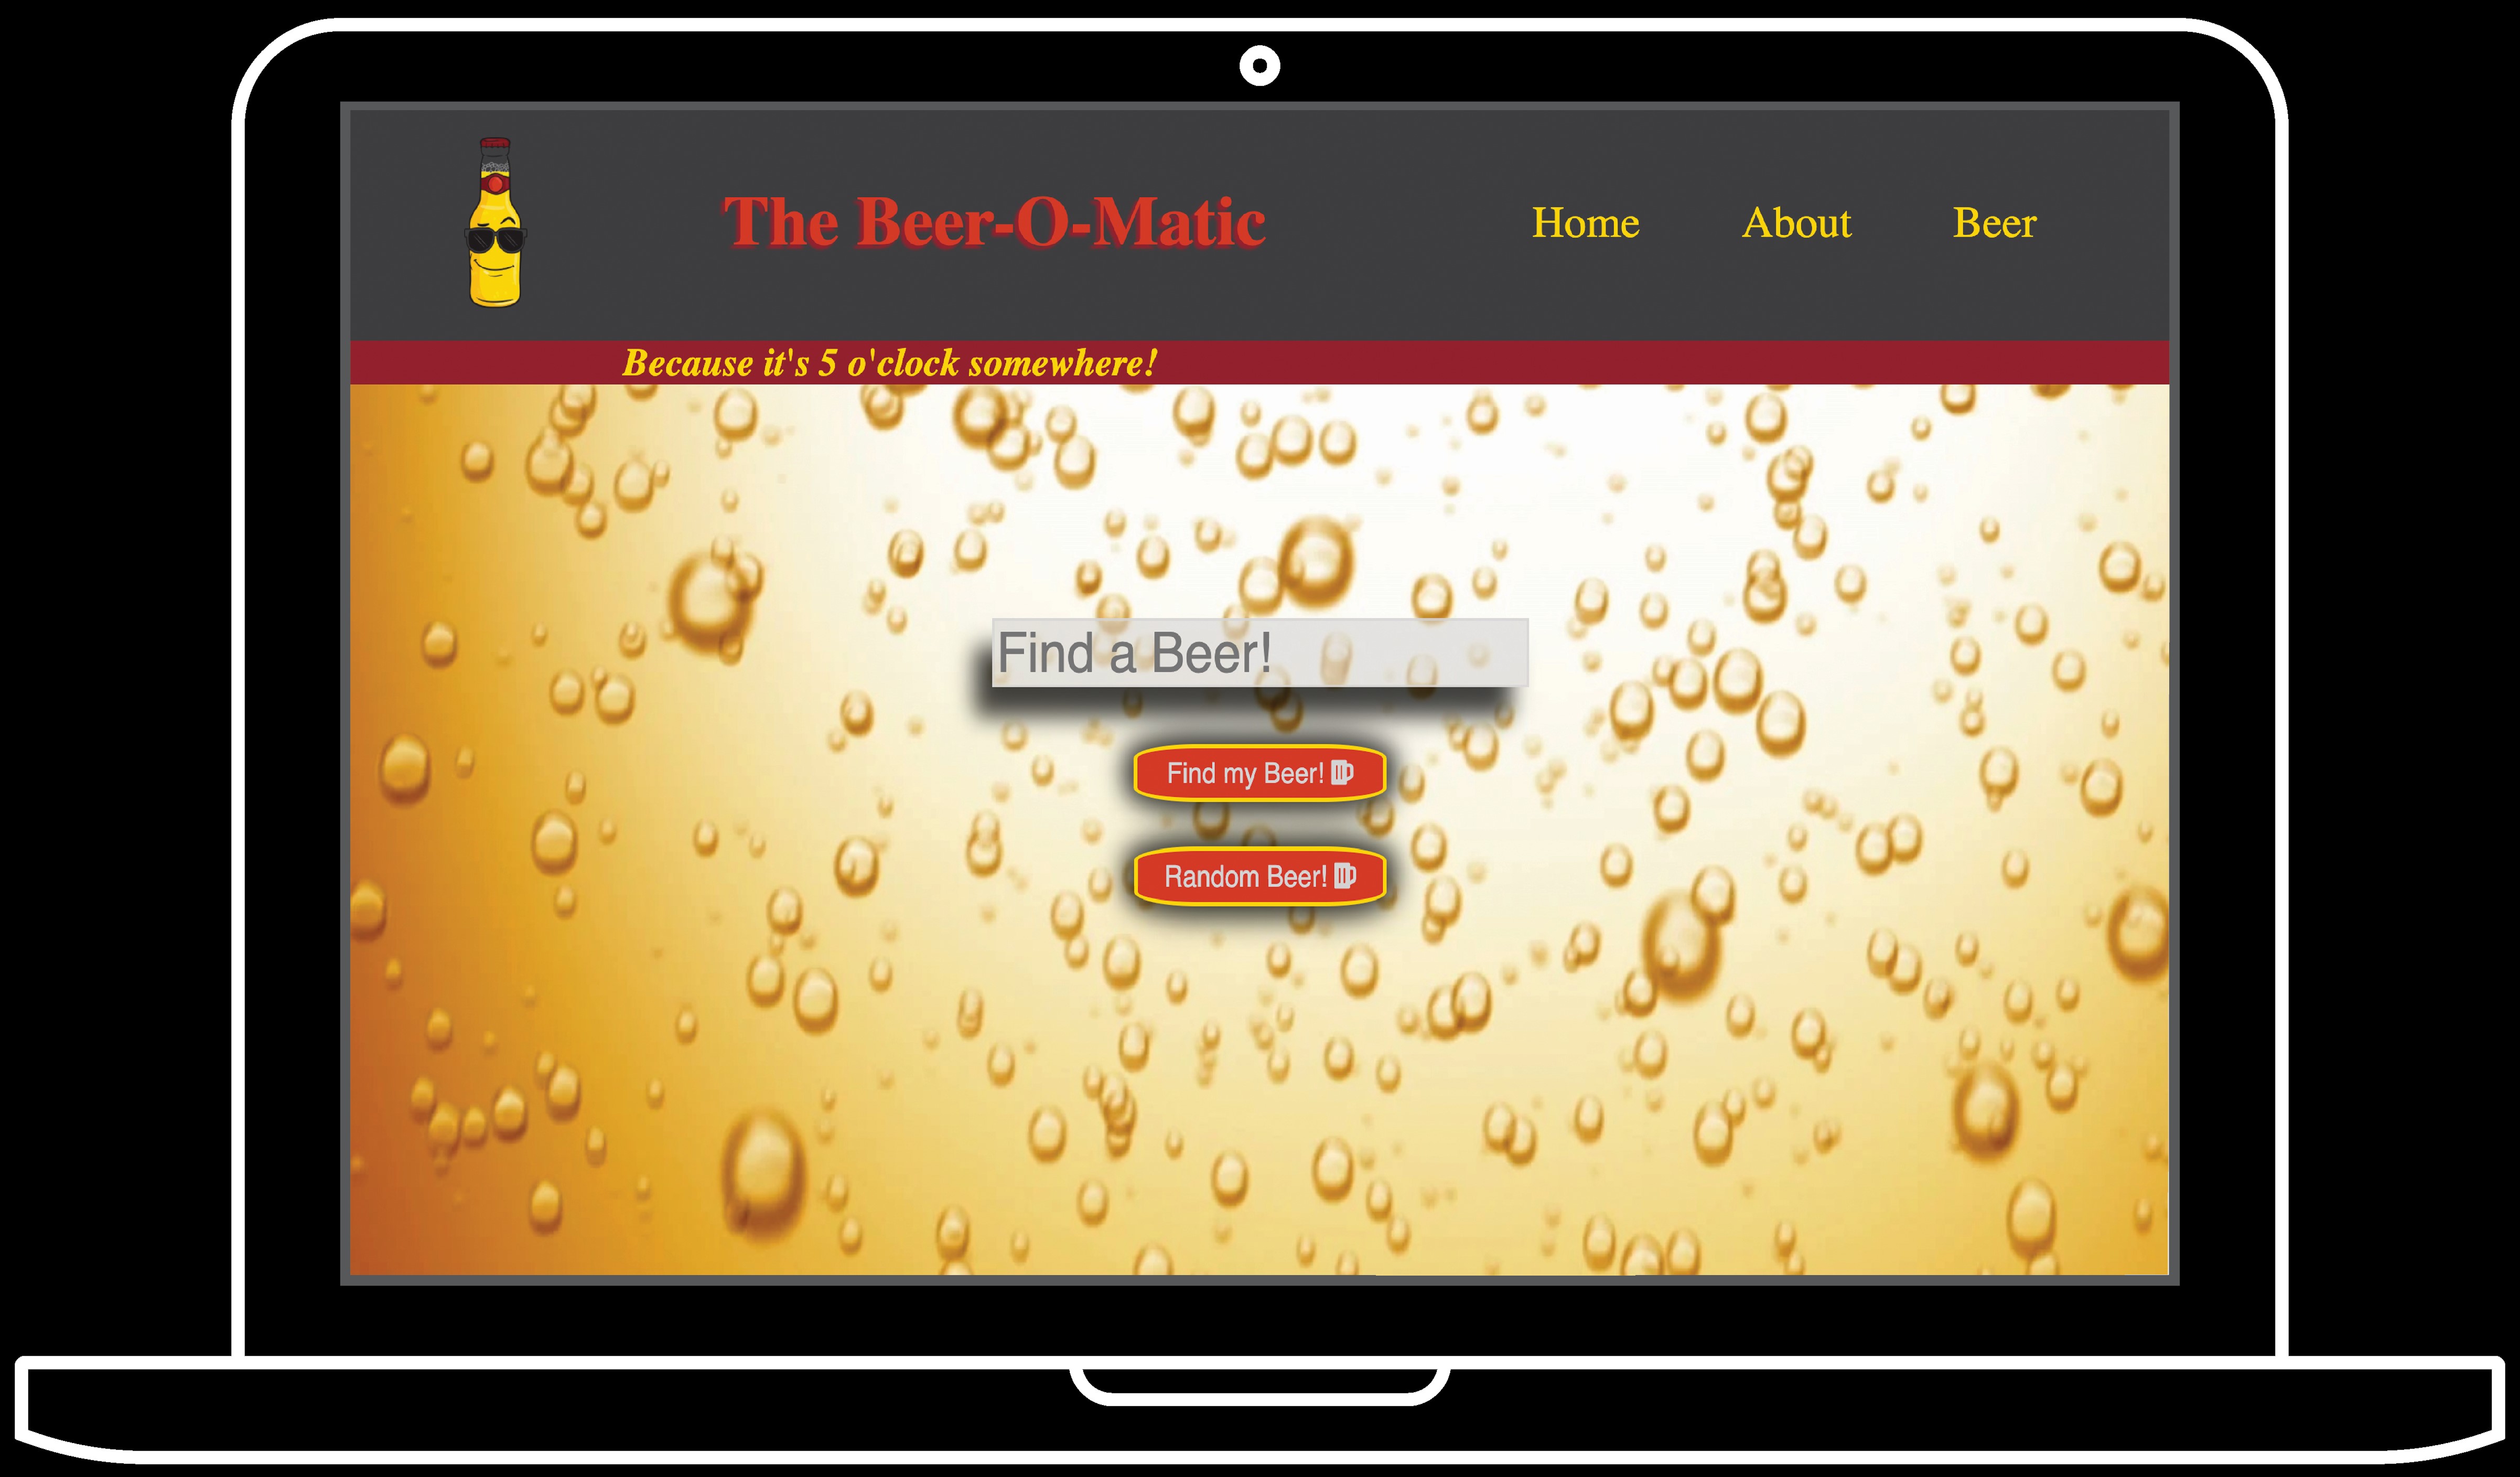 The Beer-O-Matic
Home About Beer
Because it's 5 o'clock somewhere!
Find a Beer!
Find my Beer!
Random Beer!